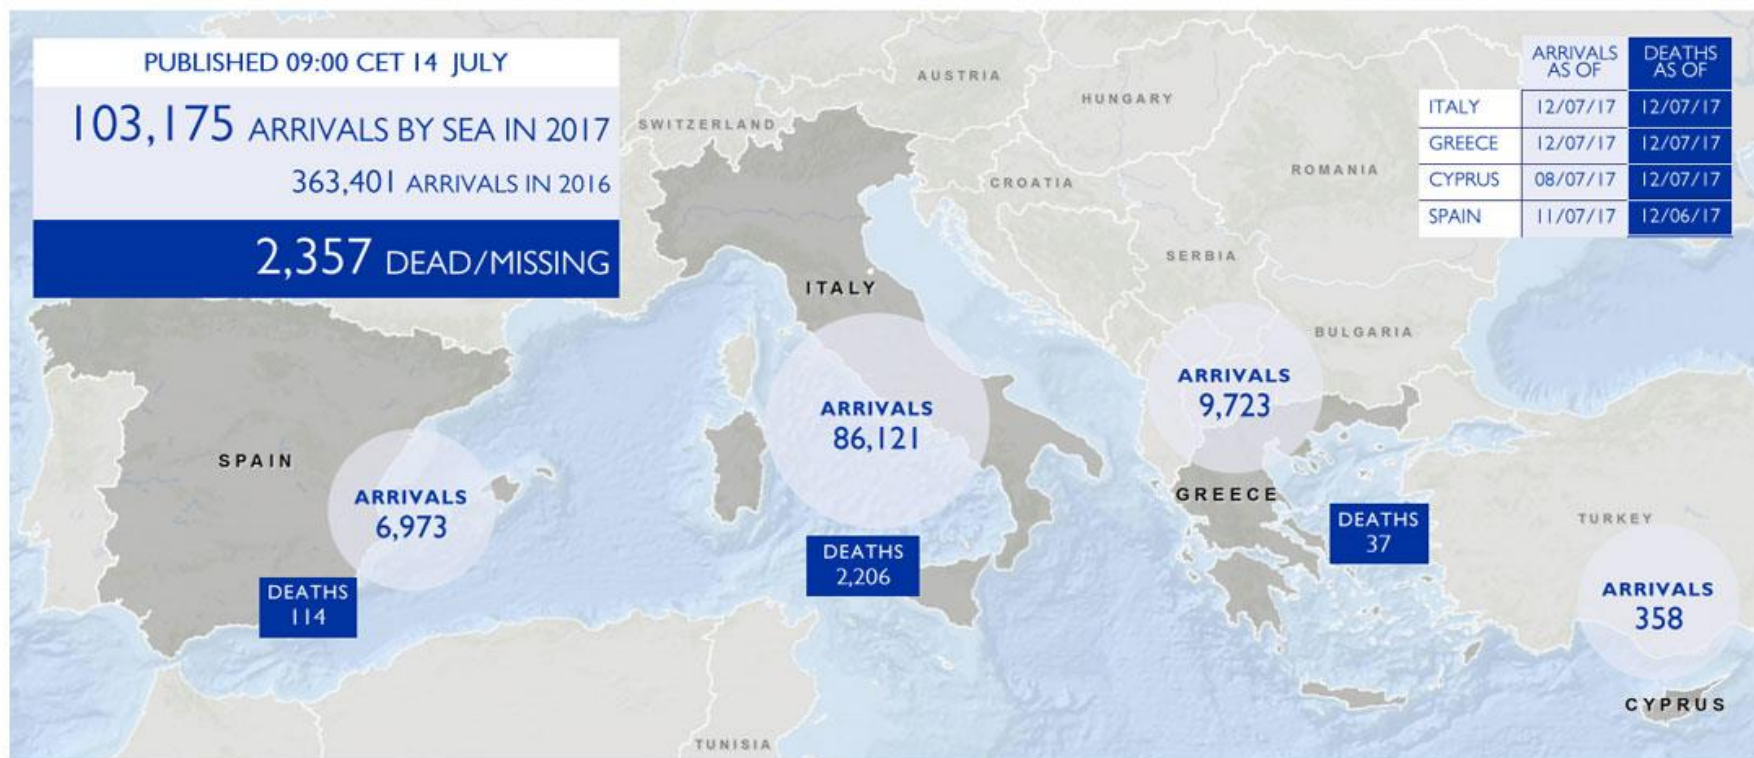 PUBLISHED 09:00 CET 14 JULY
103,175 ARRIVALS BY SEA IN 2017
363,401 ARRIVALS IN 2016
2,357 DEAD/MISSING
ARRIVALS AS OF
DEATHS AS OF
ITALY 12/07/17 12/07/17
GREECE 12/07/17 12/07/17
CYPRUS 08/07/17 12/07/17
SPAIN 11/07/17 12/06/17
AUSTRIA
HUNGARY
SWITZERLAND
ROMANIA
CROATIA
SERBIA
ITALY
BULGARIA
ARRIVALS
9,723
ARRIVALS
86,121
SPAIN
ARRIVALS
6,973
GREECE
DEATHS
37
TURKEY
DEATHS
2,206
DEATHS
114
ARRIVALS
358
CYPRUS
TUNISIA